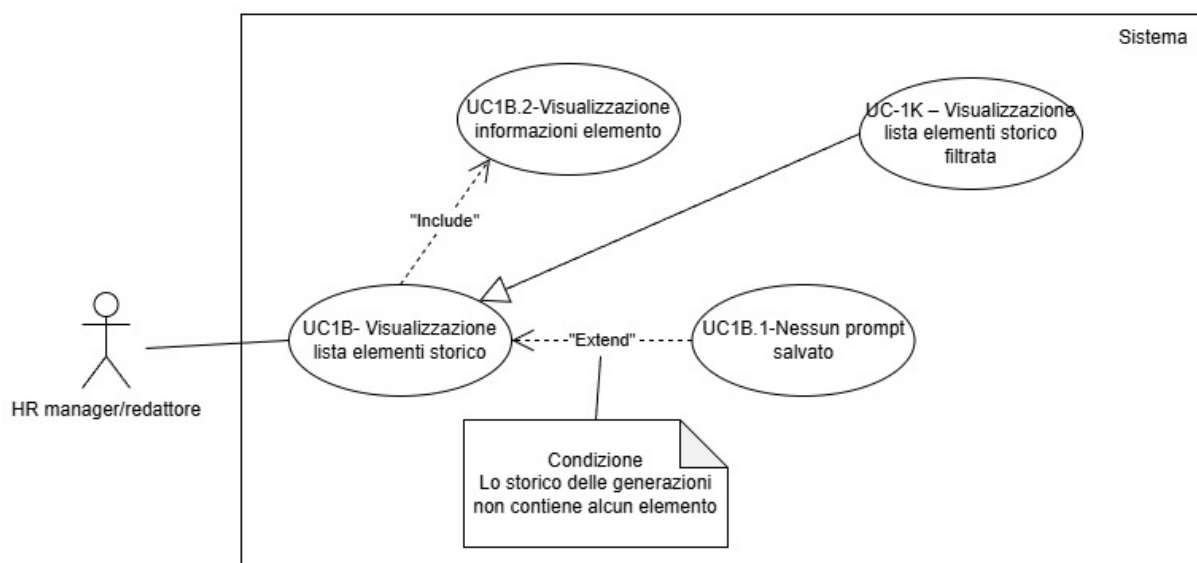 Sistema
UC1B.2-Visualizzazione
informazioni elemento
UC-1K – Visualizzazione
lista elementi storico
filtrata
"Include"
UC1B- Visualizzazione
lista elementi storico
"Extend"
UC1B.1-Nessun prompt
salvato
HR manager/redattore
Condizione
Lo storico delle generazioni
non contiene alcun elemento